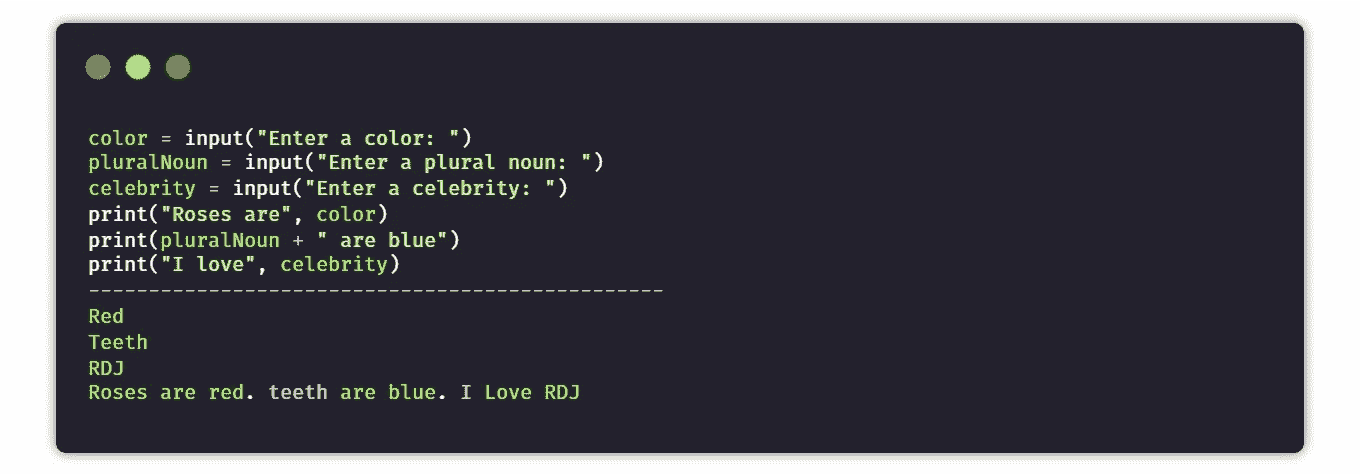 color = input("Enter a color: ")
pluralNoun = input("Enter a plural noun: ")
celebrity = input("Enter a celebrity: ")
print("Roses are", color)
print(pluralNoun + " are blue")
print("I love", celebrity)
------------------------------------------------
Red
Teeth
RDJ
Roses are red. teeth are blue. I Love RDJ